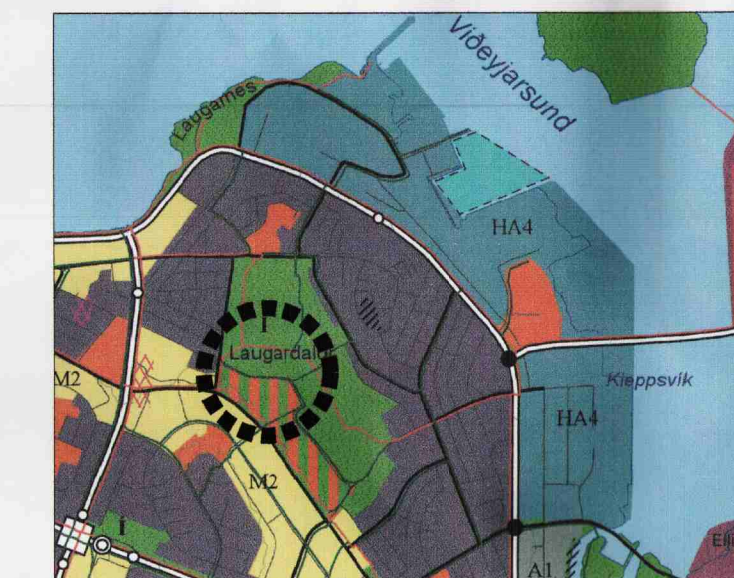 Viðeyjarsund
Laugarnes
HA4
Í
Laugardalur
M2
Kleppsvík
HA4
M2
Í
A1